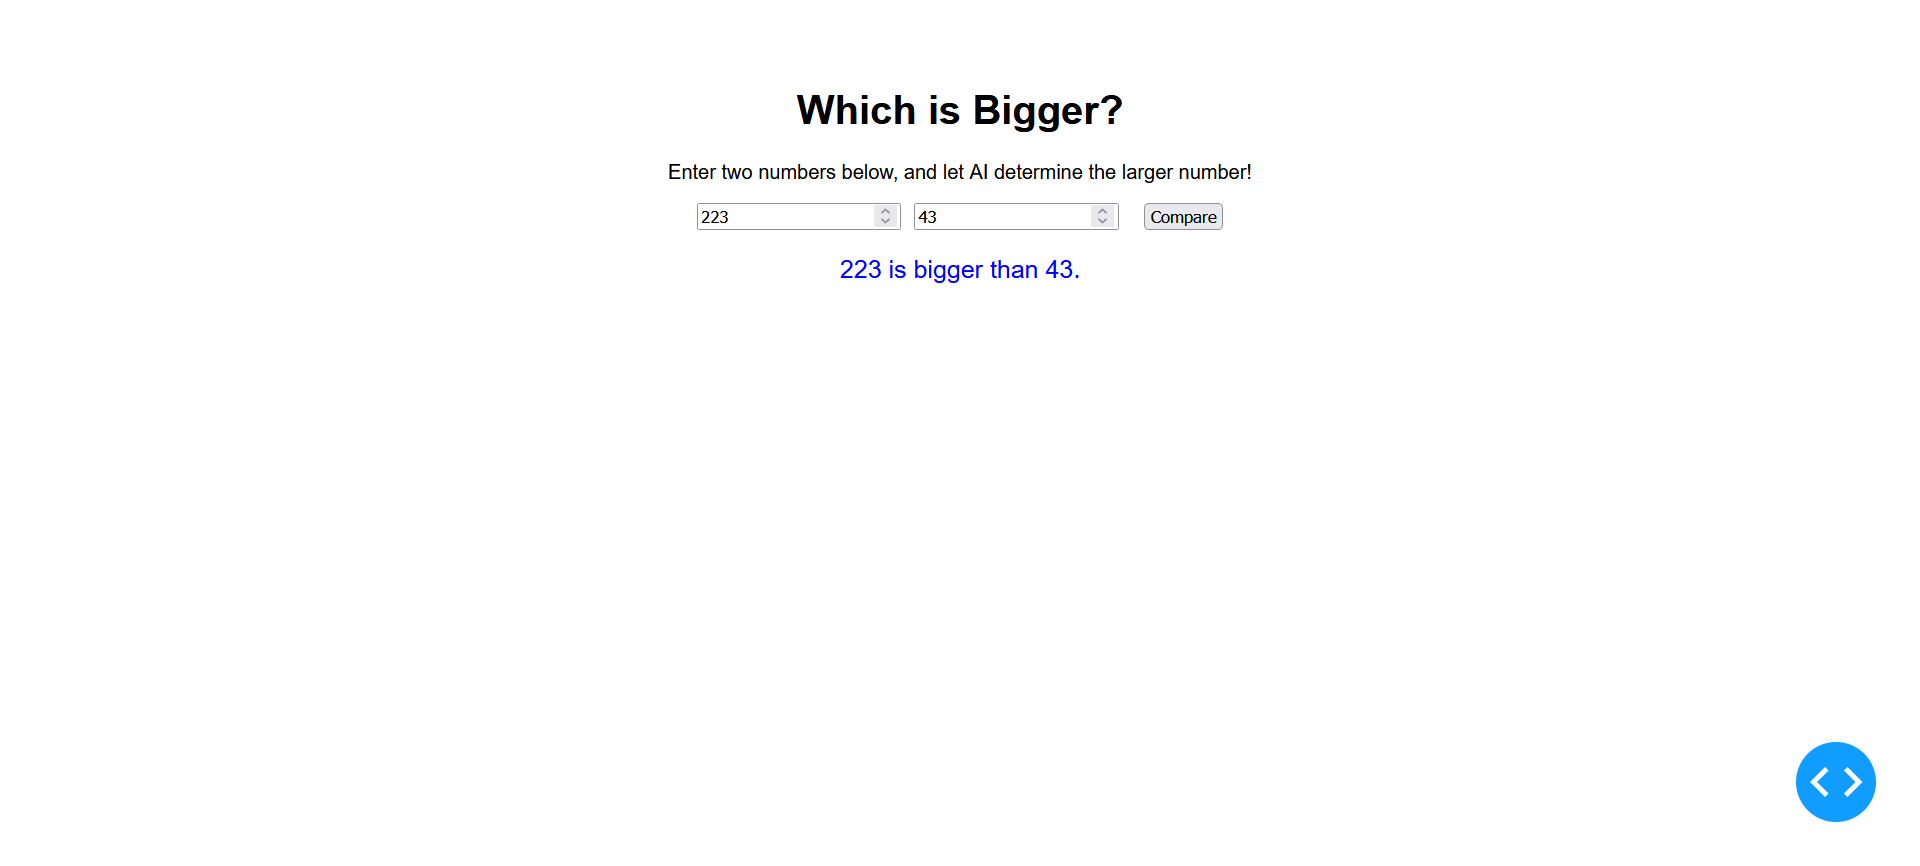 Which is Bigger?
Enter two numbers below, and let AI determine the larger number!
223 43 Compare
223 is bigger than 43.